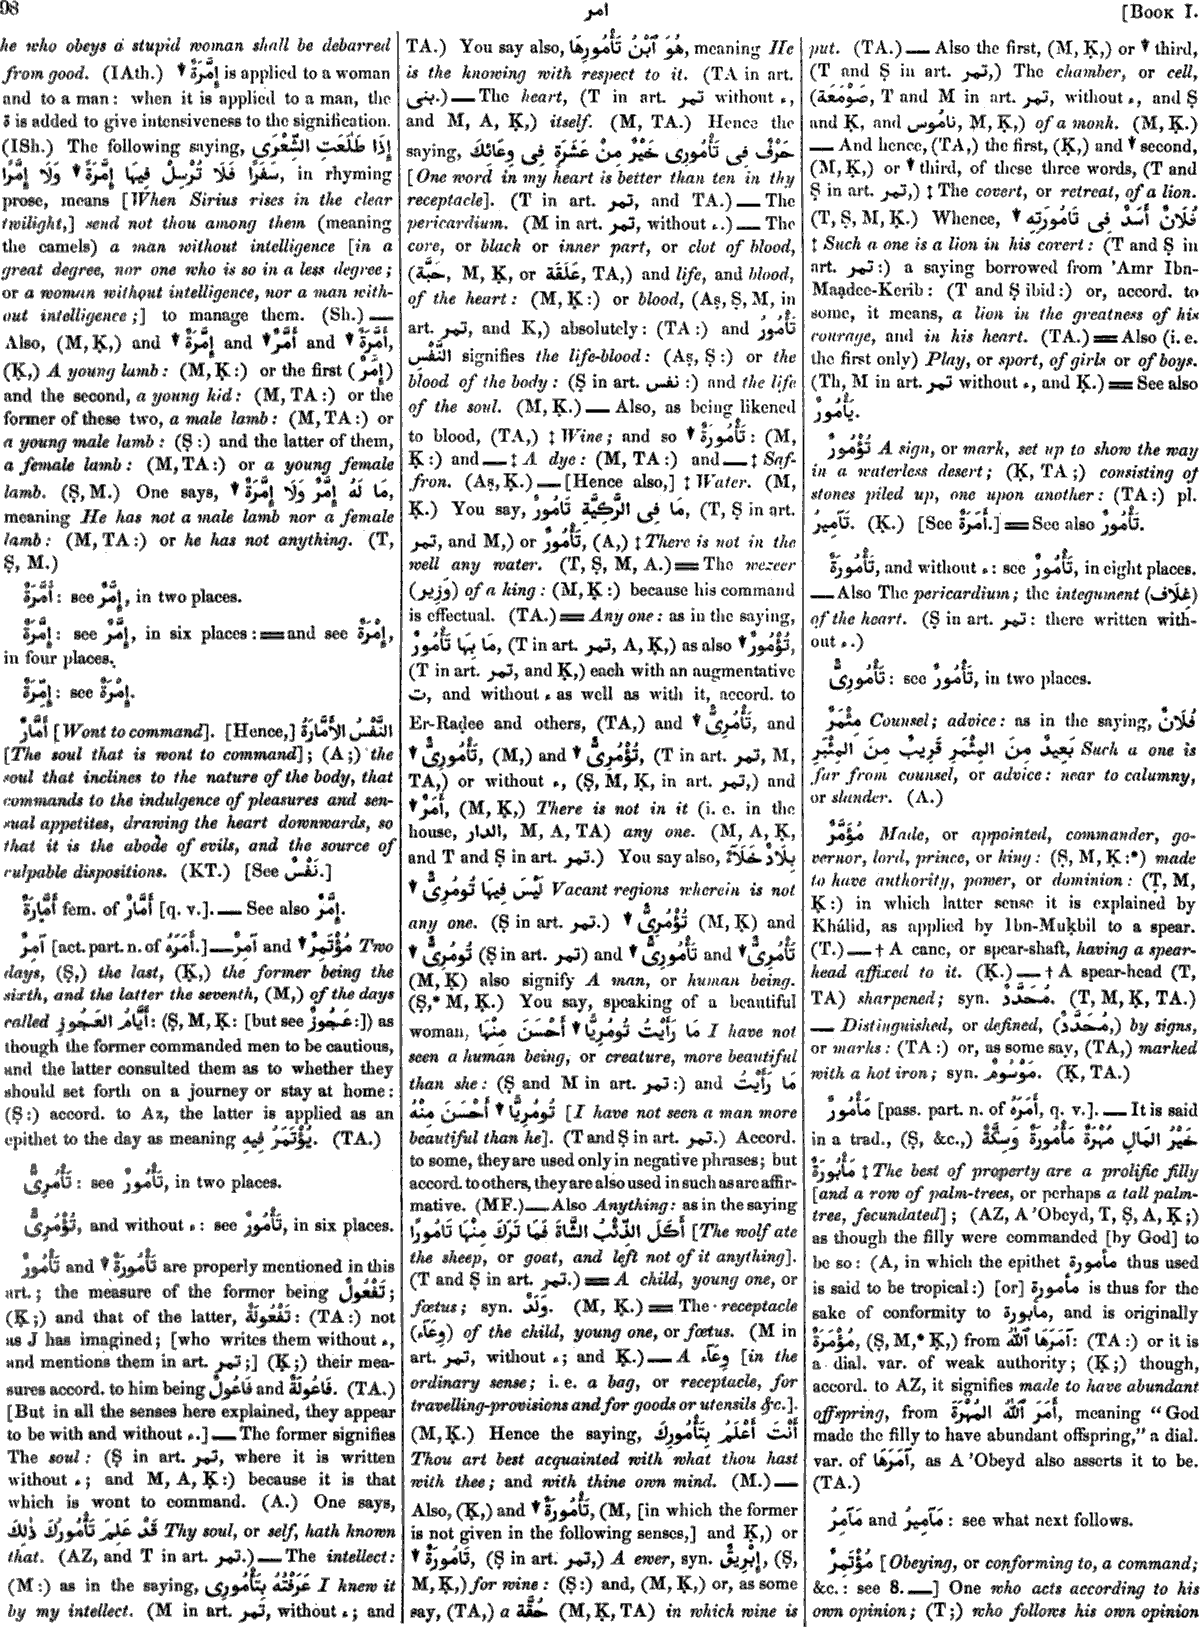 98
امر
[Book I.
he who obeys a stupid woman shall be debarred
from good. (IAth.) ▼ إِمَّرَةٌ is applied to a woman
and to a man: when it is applied to a man, the
ة is added to give intensiveness to the signification.
(ISh.) The following saying, إِذَا طَلَعَتِ الشِّعْرَى
سَفَرًا فَلَا تُرْسِلْ فِيهَا إِمَّرَةً ▼ وَلَا إِمَّرًا, in rhyming
prose, means [When Sirius rises in the clear
twilight,] send not thou among them (meaning
the camels) a man without intelligence [in a
great degree, nor one who is so in a less degree;
or a woman without intelligence, nor a man with-
out intelligence;] to manage them. (Sh.) —
Also, (M, Ḳ,) and ▼ إِمَّرَةٌ and ▼ أَمَّرٌ and ▼ أَمَّرَةٌ,
(Ḳ,) A young lamb: (M, Ḳ:) or the first (إِمَّرٌ)
and the second, a young kid: (M, TA:) or the
former of these two, a male lamb: (M, TA:) or
a young male lamb: (Ṣ:) and the latter of them,
a female lamb: (M, TA:) or a young female
lamb. (Ṣ, M.) One says, ▼ مَا لَهُ إِمَّرٌ وَلَا إِمَّرَةٌ,
meaning He has not a male lamb nor a female
lamb: (M, TA:) or he has not anything. (T,
Ṣ, M.)
أَمَّرَةٌ: see إِمَّرٌ, in two places.
إِمَّرَةٌ: see إِمَّرٌ, in six places: == and see إِمْرَةٌ,
in four places.
إِمِّرَةٌ: see إِمْرَةٌ.
أَمَّارٌ [Wont to command]. [Hence,] النَّفْسُ الأَمَّارَةُ
[The soul that is wont to command]; (A;) the
soul that inclines to the nature of the body, that
commands to the indulgence of pleasures and sen-
sual appetites, drawing the heart downwards, so
that it is the abode of evils, and the source of
culpable dispositions. (KT.) [See نَفْسٌ.]
أَمَّارَةٌ fem. of أَمَّارٌ [q. v.]. — See also إِمَّرٌ.
آمِرٌ [act. part. n. of أَمَرَهُ.] — آمِرٌ and ▼ مُؤْتَمِرٌ Two
days, (Ṣ,) the last, (Ḳ,) the former being the
sixth, and the latter the seventh, (M,) of the days
called أَيَّامُ العَجُوزِ: (Ṣ, M, Ḳ: [but see عَجُوزٌ:]) as
though the former commanded men to be cautious,
and the latter consulted them as to whether they
should set forth on a journey or stay at home:
(Ṣ:) accord. to Az, the latter is applied as an
epithet to the day as meaning يُؤْتَمَرُ فِيهِ. (TA.)
تَأْمُرِىٌّ: see تَأْمُورٌ, in two places.
تُؤْمُرِىٌّ, and without ء: see تَأْمُورٌ, in six places.
تَأْمُورٌ and ▼ تَأْمُورَةٌ are properly mentioned in this
art.; the measure of the former being تَفْعُولٌ;
(Ḳ;) and that of the latter, تَفْعُولَةٌ: (TA:) not
as J has imagined; [who writes them without ء,
and mentions them in art. تمر;] (Ḳ;) their mea-
sures accord. to him being فَاعُولٌ and فَاعُولَةٌ. (TA.)
[But in all the senses here explained, they appear
to be with and without ء.] — The former signifies
The soul: (Ṣ in art. تمر, where it is written
without ء; and M, A, Ḳ:) because it is that
which is wont to command. (A.) One says,
قَدْ عَلِمَ تَأْمُورُكَ ذٰلِكَ Thy soul, or self, hath known
that. (AZ, and T in art. تمر.) — The intellect:
(M:) as in the saying, عَرَفْتُهُ بِتَأْمُورِى I knew it
by my intellect. (M in art. تمر, without ء; and
TA.) You say also, هُوَ ٱبْنُ تَأْمُورِهَا, meaning He
is the knowing with respect to it. (TA in art.
بنى.) — The heart, (T in art. تمر without ء,
and M, A, Ḳ,) itself. (M, TA.) Hence the
saying, حَرْفٌ فِى تَأْمُورِى خَيْرٌ مِنْ عَشَرَةٍ فِى وِعَائِكَ
[One word in my heart is better than ten in thy
receptacle]. (T in art. تمر, and TA.) — The
pericardium. (M in art. تمر, without ء.) — The
core, or black or inner part, or clot of blood,
(حَبَّة, M, Ḳ, or عَلَقَة, TA,) and life, and blood,
of the heart: (M, Ḳ:) or blood, (Aṣ, Ṣ, M, in
art. تمر, and K,) absolutely: (TA:) and تَأْمُورُ
النَّفْسِ signifies the life-blood: (Aṣ, Ṣ:) or the
blood of the body: (Ṣ in art. نفس:) and the life
of the soul. (M, Ḳ.) — Also, as being likened
to blood, (TA,) ‡ Wine; and so ▼ تَأْمُورَةٌ: (M,
Ḳ:) and — ‡ A dye: (M, TA:) and — ‡ Saf-
fron. (Aṣ, Ḳ.) — [Hence also,] ‡ Water. (M,
Ḳ.) You say, مَا فِى الرَّكِيَّةِ تَامُورٌ, (T, Ṣ in art.
تمر, and M,) or تَأْمُورٌ, (A,) ‡ There is not in the
well any water. (T, Ṣ, M, A.) == The wezeer
(وَزِير) of a king: (M, Ḳ:) because his command
is effectual. (TA.) == Any one: as in the saying,
مَا بِهَا تَأْمُورٌ, (T in art. تمر, A, Ḳ,) as also ▼ تُؤْمُورٌ,
(T in art. تمر, and Ḳ,) each with an augmentative
ت, and without ء as well as with it, accord. to
Er-Raḍee and others, (TA,) and ▼ تَأْمُرِىٌّ, and
▼ تَأْمُورِىٌّ, (M,) and ▼ تُؤْمُرِىٌّ, (T in art. تمر, M,
TA,) or without ء, (Ṣ, M, Ḳ, in art. تمر,) and
▼ أَمَرٌ, (M, Ḳ,) There is not in it (i. e. in the
house, الدار, M, A, TA) any one. (M, A, Ḳ,
and T and Ṣ in art. تمر.) You say also, بِلَادٌ خَلَآءٌ
▼ لَيْسَ فِيهَا تُومُرِىٌّ Vacant regions wherein is not
any one. (Ṣ in art. تمر.) ▼ تُؤْمُرِىٌّ (M, Ḳ) and
▼ تُومُرِىٌّ (Ṣ in art. تمر) and ▼ تَأْمُورِىٌّ and ▼ تَأْمُرِىٌّ
(M, Ḳ) also signify A man, or human being.
(Ṣ,* M, Ḳ.) You say, speaking of a beautiful
woman, مَا رَأَيْتُ تُومُرِيًّا ▼ أَحْسَنَ مِنْهَا I have not
seen a human being, or creature, more beautiful
than she: (Ṣ and M in art. تمر:) and مَا رَأَيْتُ
تُومُرِيًّا ▼ أَحْسَنَ مِنْهُ [I have not seen a man more
beautiful than he]. (T and Ṣ in art. تمر.) Accord.
to some, they are used only in negative phrases; but
accord. to others, they are also used in such as are affir-
mative. (MF.) — Also Anything: as in the saying
أَكَلَ الذِّئْبُ الشَّاةَ فَمَا تَرَكَ مِنْهَا تَامُورًا [The wolf ate
the sheep, or goat, and left not of it anything].
(T and Ṣ in art. تمر.) == A child, young one, or
fœtus; syn. وَلَدٌ. (M, Ḳ.) == The receptacle
(وِعَآء) of the child, young one, or fœtus. (M in
art. تمر, without ء; and Ḳ.) — A وِعَآء [in the
ordinary sense; i. e. a bag, or receptacle, for
travelling-provisions and for goods or utensils &c.].
(M, Ḳ.) Hence the saying, أَنْتَ أَعْلَمُ بِتَأْمُورِكَ
Thou art best acquainted with what thou hast
with thee; and with thine own mind. (M.) —
Also, (Ḳ,) and ▼ تَأْمُورَةٌ, (M, [in which the former
is not given in the following senses,] and Ḳ,) or
▼ تَامُورَةٌ, (Ṣ in art. تمر,) A ewer, syn. إِبْرِيقٌ, (Ṣ,
M, Ḳ,) for wine: (Ṣ:) and, (M, Ḳ,) or, as some
say, (TA,) a حُقَّة (M, Ḳ, TA) in which wine is
put. (TA.) — Also the first, (M, Ḳ,) or ▼ third,
(T and Ṣ in art. تمر,) The chamber, or cell,
(صَوْمَعَة, T and M in art. تمر, without ء, and Ṣ
and Ḳ, and نامُوس, M, Ḳ,) of a monk. (M, Ḳ.)
— And hence, (TA,) the first, (Ḳ,) and ▼ second,
(M, Ḳ,) or ▼ third, of these three words, (T and
Ṣ in art. تمر,) ‡ The covert, or retreat, of a lion.
(T, Ṣ, M, Ḳ.) Whence, ▼ فُلَانٌ أَسَدٌ فِى تَامُورَتِهِ
‡ Such a one is a lion in his covert: (T and Ṣ in
art. تمر:) a saying borrowed from 'Amr Ibn-
Maạdee-Kerib: (T and Ṣ ibid:) or, accord. to
some, it means, a lion in the greatness of his
courage, and in his heart. (TA.) == Also (i. e.
the first only) Play, or sport, of girls or of boys.
(Th, M in art. تمر without ء, and Ḳ.) == See also
يَأْمُورٌ.
تُؤْمُورٌ A sign, or mark, set up to show the way
in a waterless desert; (Ḳ, TA;) consisting of
stones piled up, one upon another: (TA:) pl.
تَآمِيرُ. (Ḳ.) [See أَمَرَةٌ.] == See also تَأْمُورٌ.
تَأْمُورَةٌ, and without ء: see تَأْمُورٌ, in eight places.
— Also The pericardium; the integument (غِلَاف)
of the heart. (Ṣ in art. تمر: there written with-
out ء.)
تَأْمُورِىٌّ: see تَأْمُورٌ, in two places.
مِئْمَرٌ Counsel; advice: as in the saying, فُلَانٌ
بَعِيدٌ مِنَ المِئْمَرِ قَرِيبٌ مِنَ المِئْبَرِ Such a one is
far from counsel, or advice: near to calumny,
or slander. (A.)
مُؤَمَّرٌ Made, or appointed, commander, go-
vernor, lord, prince, or king: (Ṣ, M, Ḳ:*) made
to have authority, power, or dominion: (T, M,
Ḳ:) in which latter sense it is explained by
Khálid, as applied by Ibn-Muḳbil to a spear.
(T.) — † A cane, or spear-shaft, having a spear-
head affixed to it. (Ḳ.) — † A spear-head (T,
TA) sharpened; syn. مُحَدَّدٌ. (T, M, Ḳ, TA.)
— Distinguished, or defined, (مُحَدَّدٌ,) by signs,
or marks: (TA:) or, as some say, (TA,) marked
with a hot iron; syn. مَوْسُومٌ. (Ḳ, TA.)
مَأْمُورٌ [pass. part. n. of أَمَرَهُ, q. v.]. — It is said
in a trad., (Ṣ, &c.,) خَيْرُ المَالِ مُهْرَةٌ مَأْمُورَةٌ وَسِكَّةٌ
مَأْبُورَةٌ ‡ The best of property are a prolific filly
[and a row of palm-trees, or perhaps a tall palm-
tree, fecundated]; (AZ, A 'Obeyd, T, Ṣ, A, Ḳ;)
as though the filly were commanded [by God] to
be so: (A, in which the epithet مأمورة thus used
is said to be tropical:) [or] مأمورة is thus for the
sake of conformity to مأبورة, and is originally
مُؤْمَرَةٌ, (Ṣ, M,* Ḳ,) from آمَرَهَا ٱللّٰهُ: (TA:) or it is
a dial. var. of weak authority; (Ḳ;) though,
accord. to AZ, it signifies made to have abundant
offspring, from أَمَرَ ٱللّٰهُ المُهْرَةَ, meaning "God
made the filly to have abundant offspring," a dial.
var. of آمَرَهَا, as A 'Obeyd also asserts it to be.
(TA.)
مَآمِرُ and مَآمِيرُ: see what next follows.
مُؤْتَمِرٌ [Obeying, or conforming to, a command;
&c.: see 8. —] One who acts according to his
own opinion; (T;) who follows his own opinion